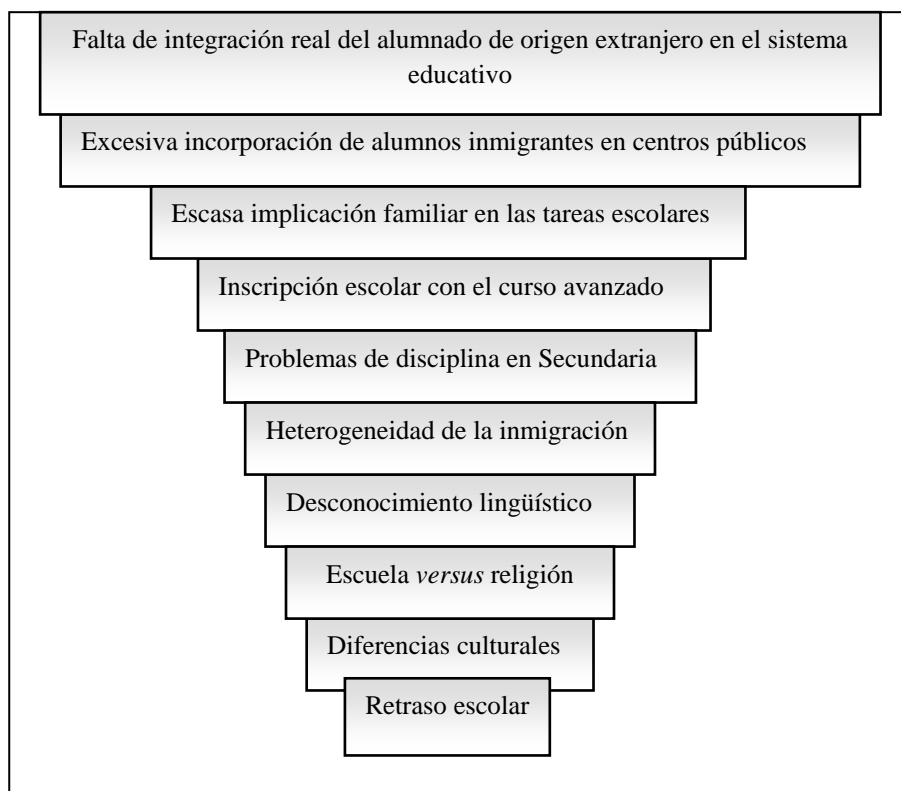 Falta de integración real del alumnado de origen extranjero en el sistema
educativo
Excesiva incorporación de alumnos inmigrantes en centros públicos
Escasa implicación familiar en las tareas escolares
Inscripción escolar con el curso avanzado
Problemas de disciplina en Secundaria
Heterogeneidad de la inmigración
Desconocimiento lingüístico
Escuela versus religión
Diferencias culturales
Retraso escolar